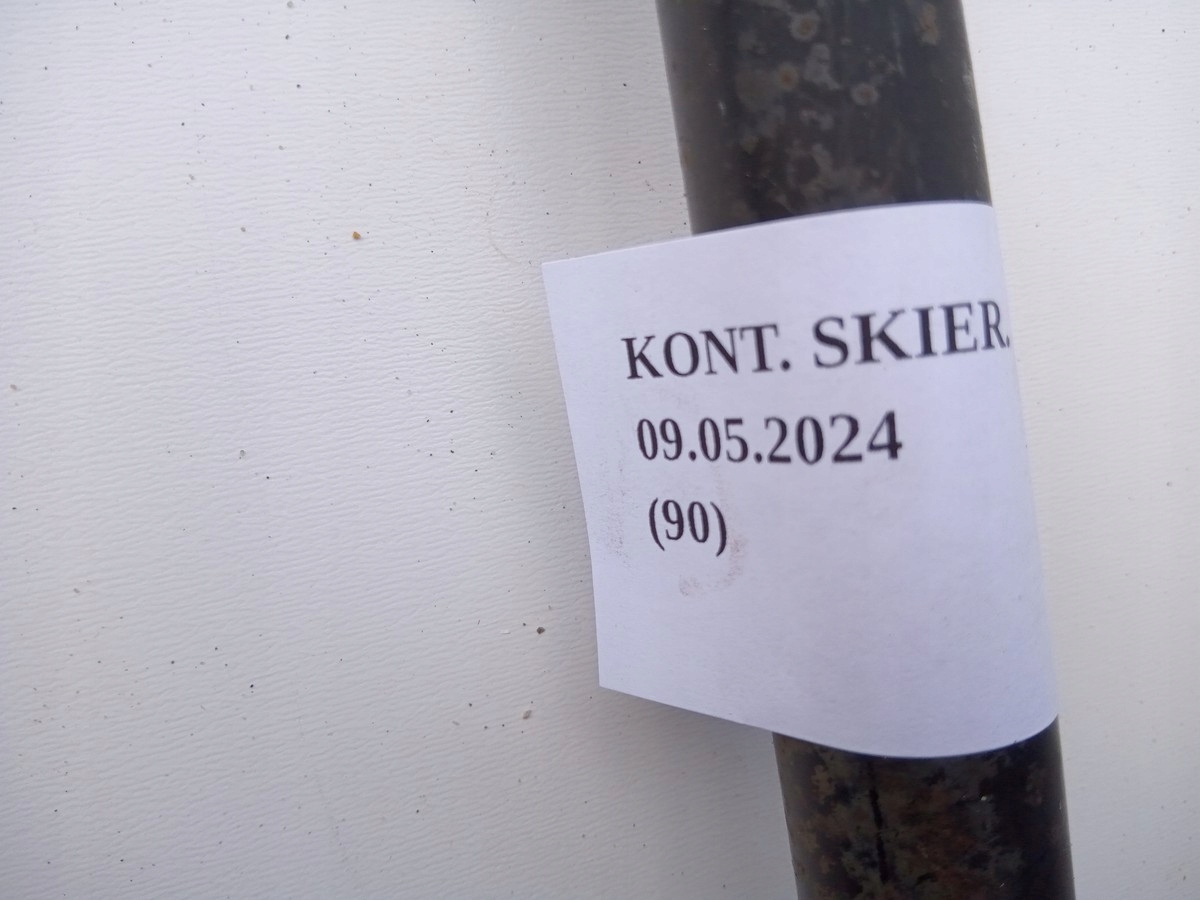 KONT. SKIER.
09.05.2024
(90)